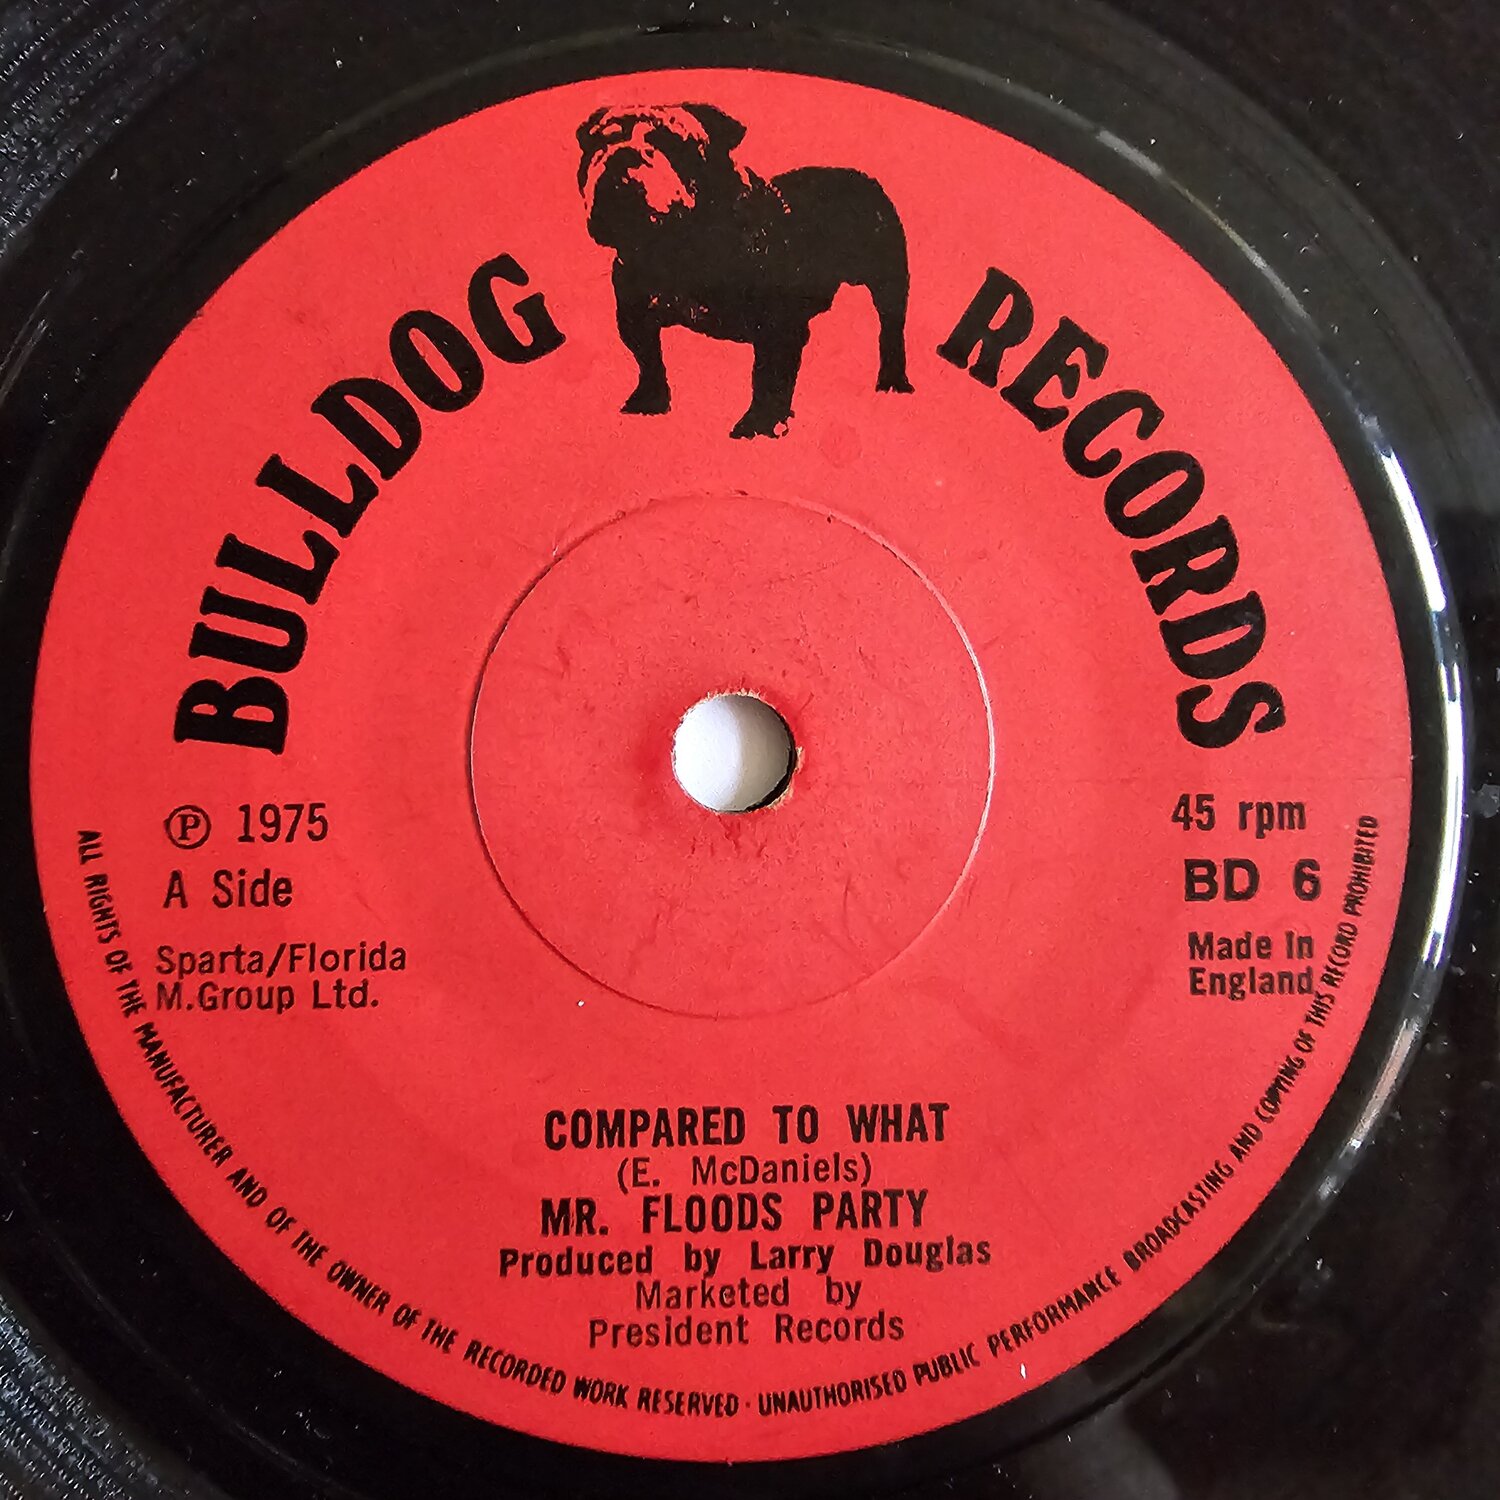 BULLDOG RECORDS
℗ 1975
A Side
Sparta/Florida
M.Group Ltd.
45 rpm
BD 6
Made In
England
COMPARED TO WHAT
(E. McDaniels)
MR. FLOODS PARTY
Produced by Larry Douglas
Marketed by
President Records
ALL RIGHTS OF THE MANUFACTURER AND OF THE OWNER OF THE RECORDED WORK RESERVED · UNAUTHORISED PUBLIC PERFORMANCE BROADCASTING AND COPYING OF THIS RECORD PROHIBITED